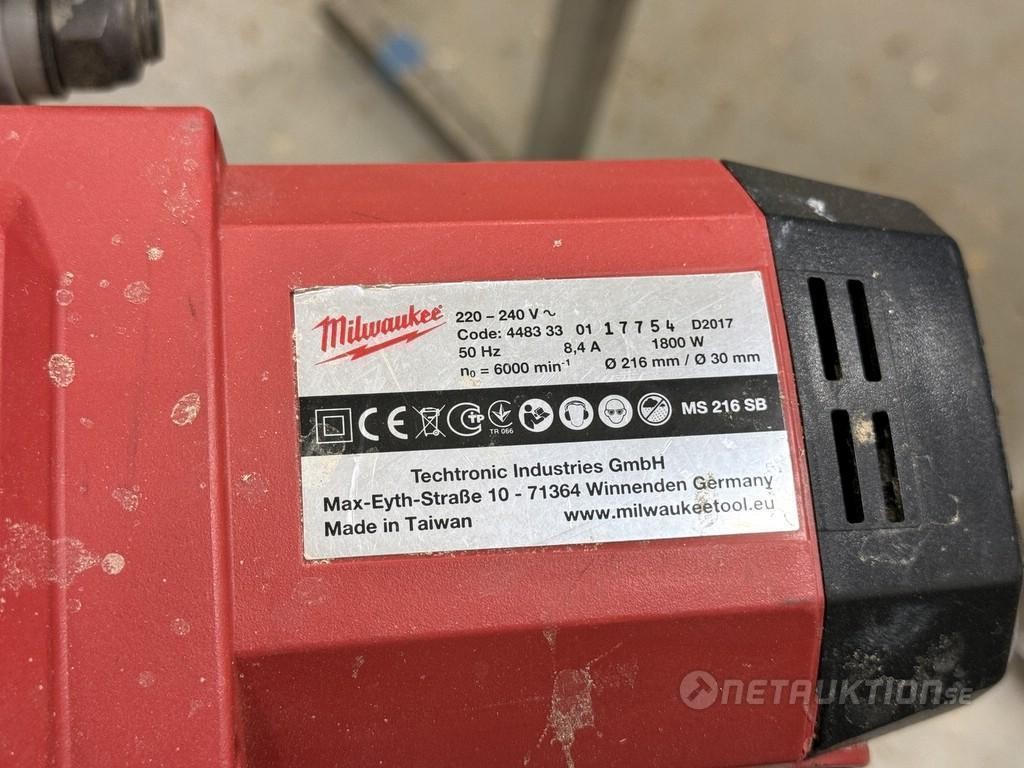 Milwaukee
220 – 240 V ~
Code: 4483 33 01 17754 D2017
50 Hz 8,4 A 1800 W
n₀ = 6000 min⁻¹ Ø 216 mm / Ø 30 mm
CE TR 066 MS 216 SB
Techtronic Industries GmbH
Max-Eyth-Straße 10 - 71364 Winnenden Germany
Made in Taiwan www.milwaukeetool.eu
NETAUKTION.SE